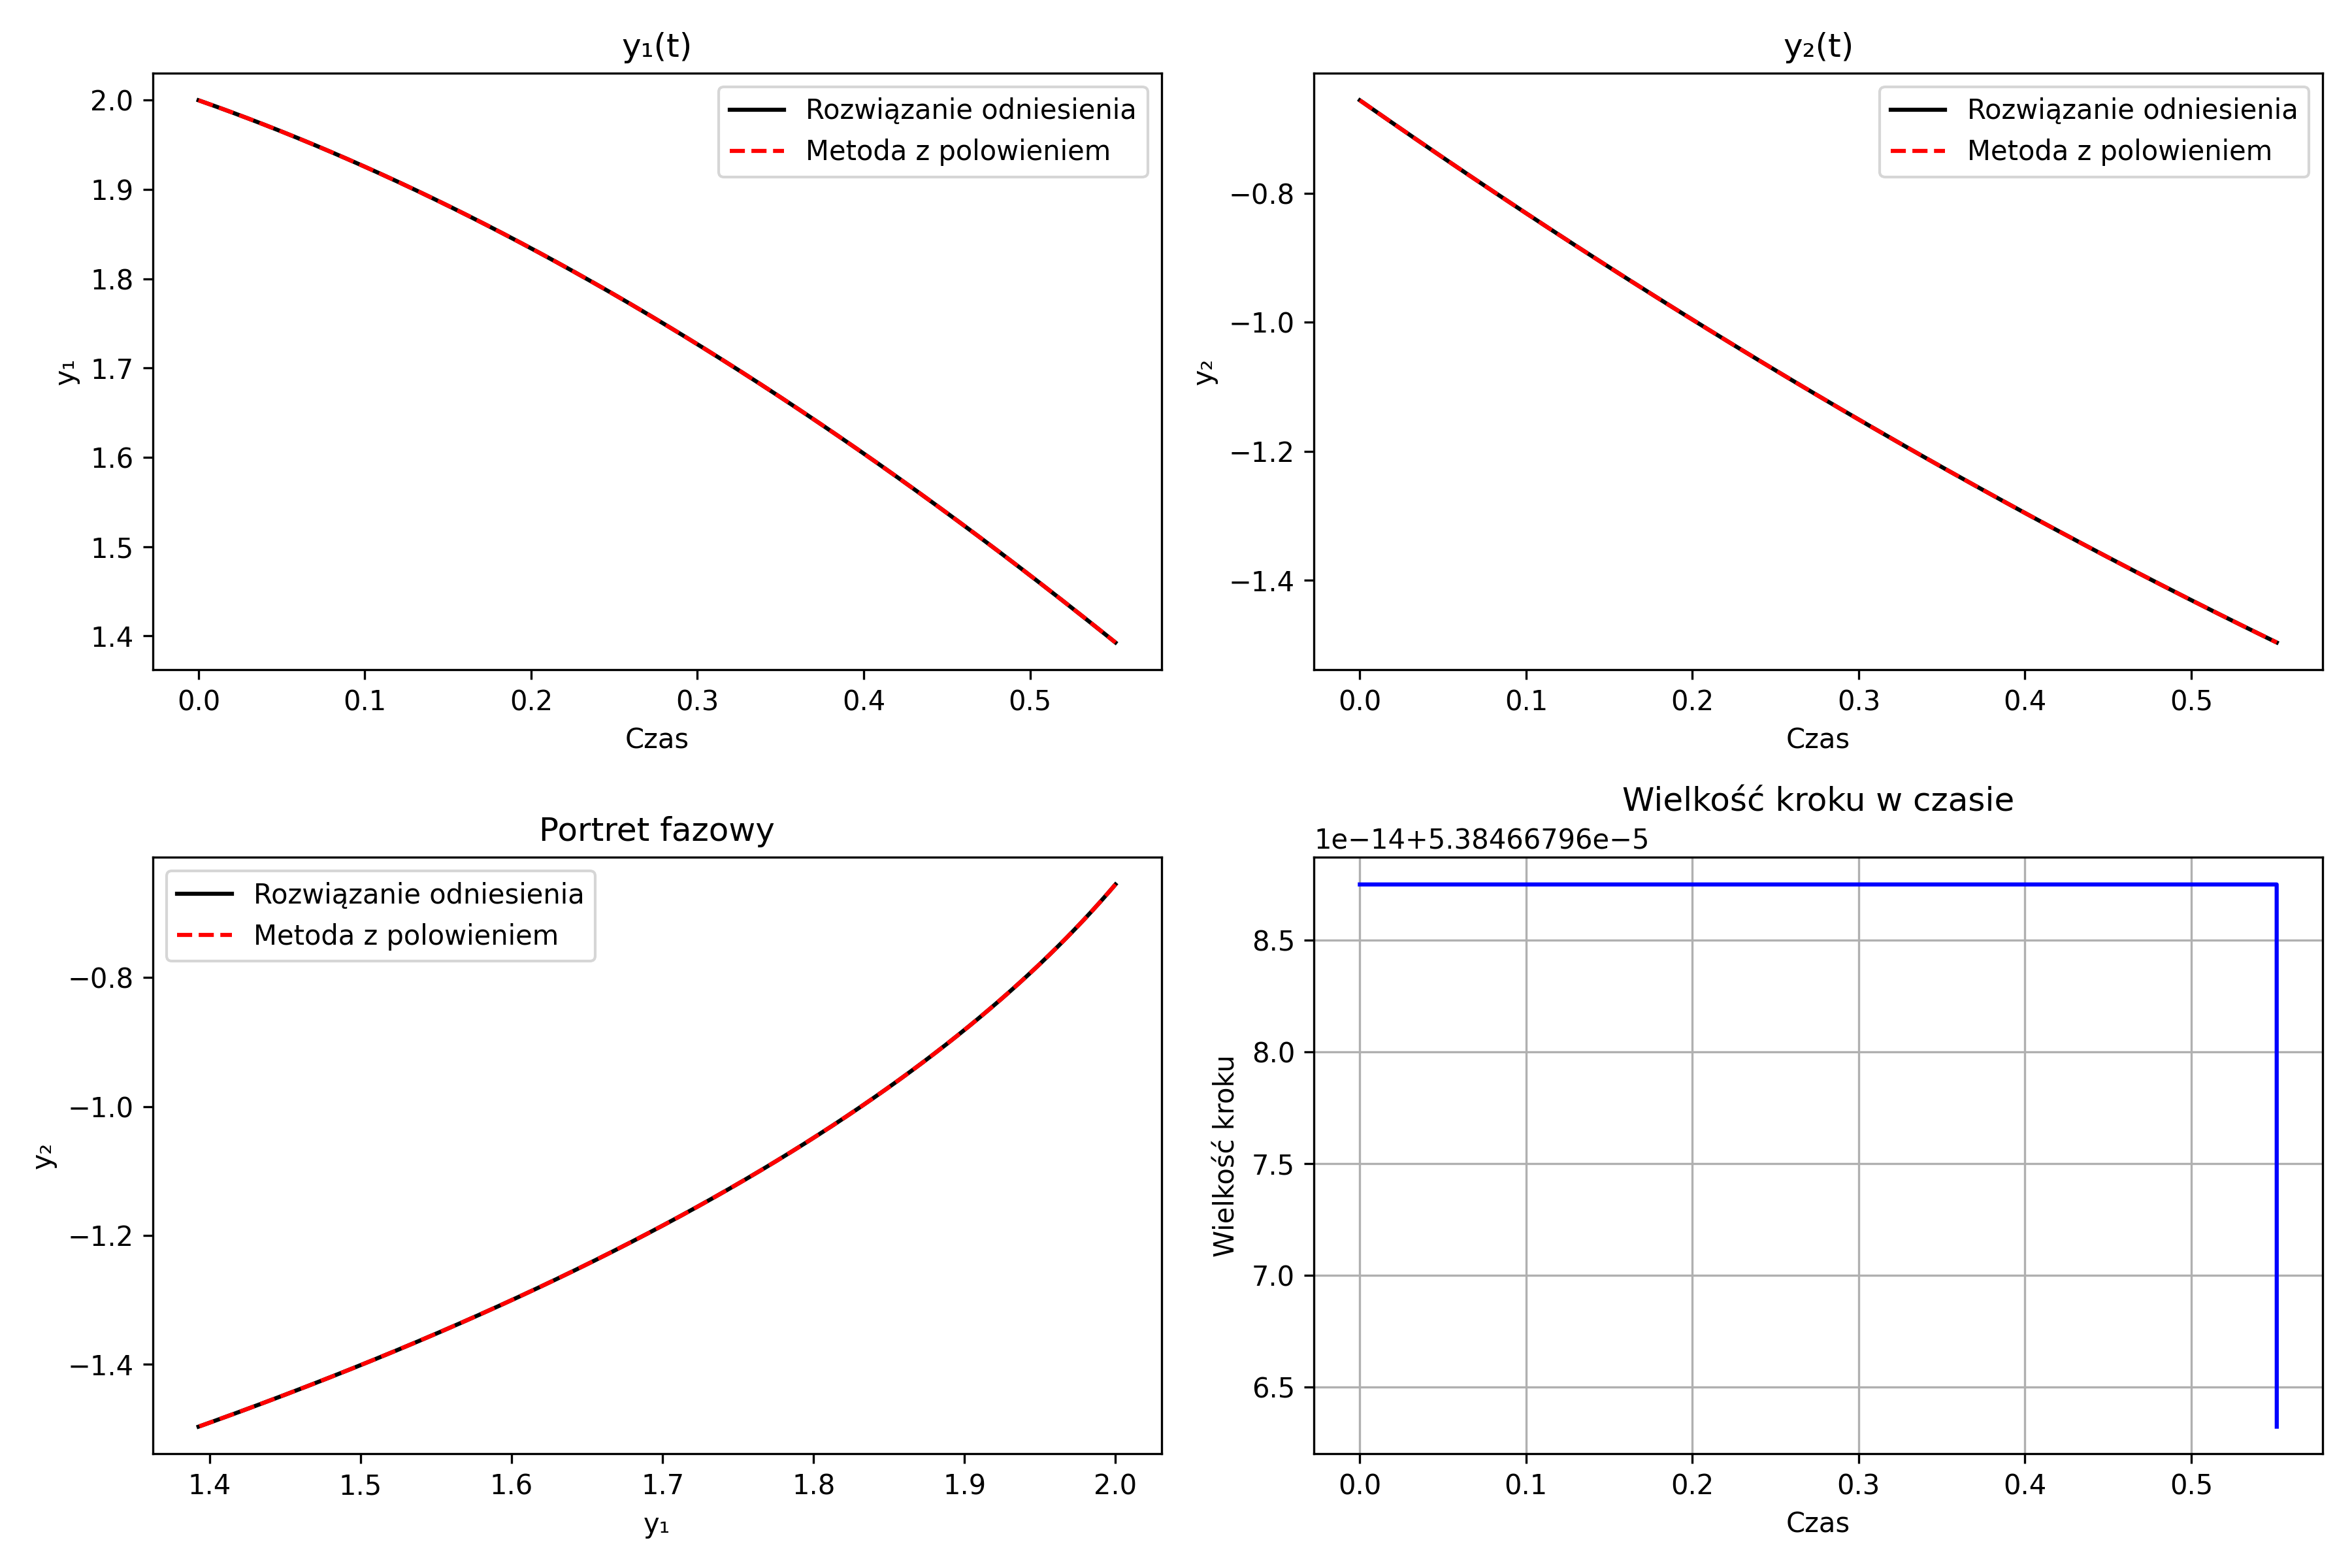 y₁(t)
2.0
1.9
1.8
1.7
1.6
1.5
1.4
y₁
Rozwiązanie odniesienia
Metoda z polowieniem
0.0 0.1 0.2 0.3 0.4 0.5
Czas
y₂(t)
−0.8
−1.0
−1.2
−1.4
y₂
Rozwiązanie odniesienia
Metoda z polowieniem
0.0 0.1 0.2 0.3 0.4 0.5
Czas
Portret fazowy
Rozwiązanie odniesienia
Metoda z polowieniem
−0.8
−1.0
−1.2
−1.4
y₂
1.4 1.5 1.6 1.7 1.8 1.9 2.0
y₁
Wielkość kroku w czasie
1e−14+5.38466796e−5
8.5
8.0
7.5
7.0
6.5
Wielkość kroku
0.0 0.1 0.2 0.3 0.4 0.5
Czas